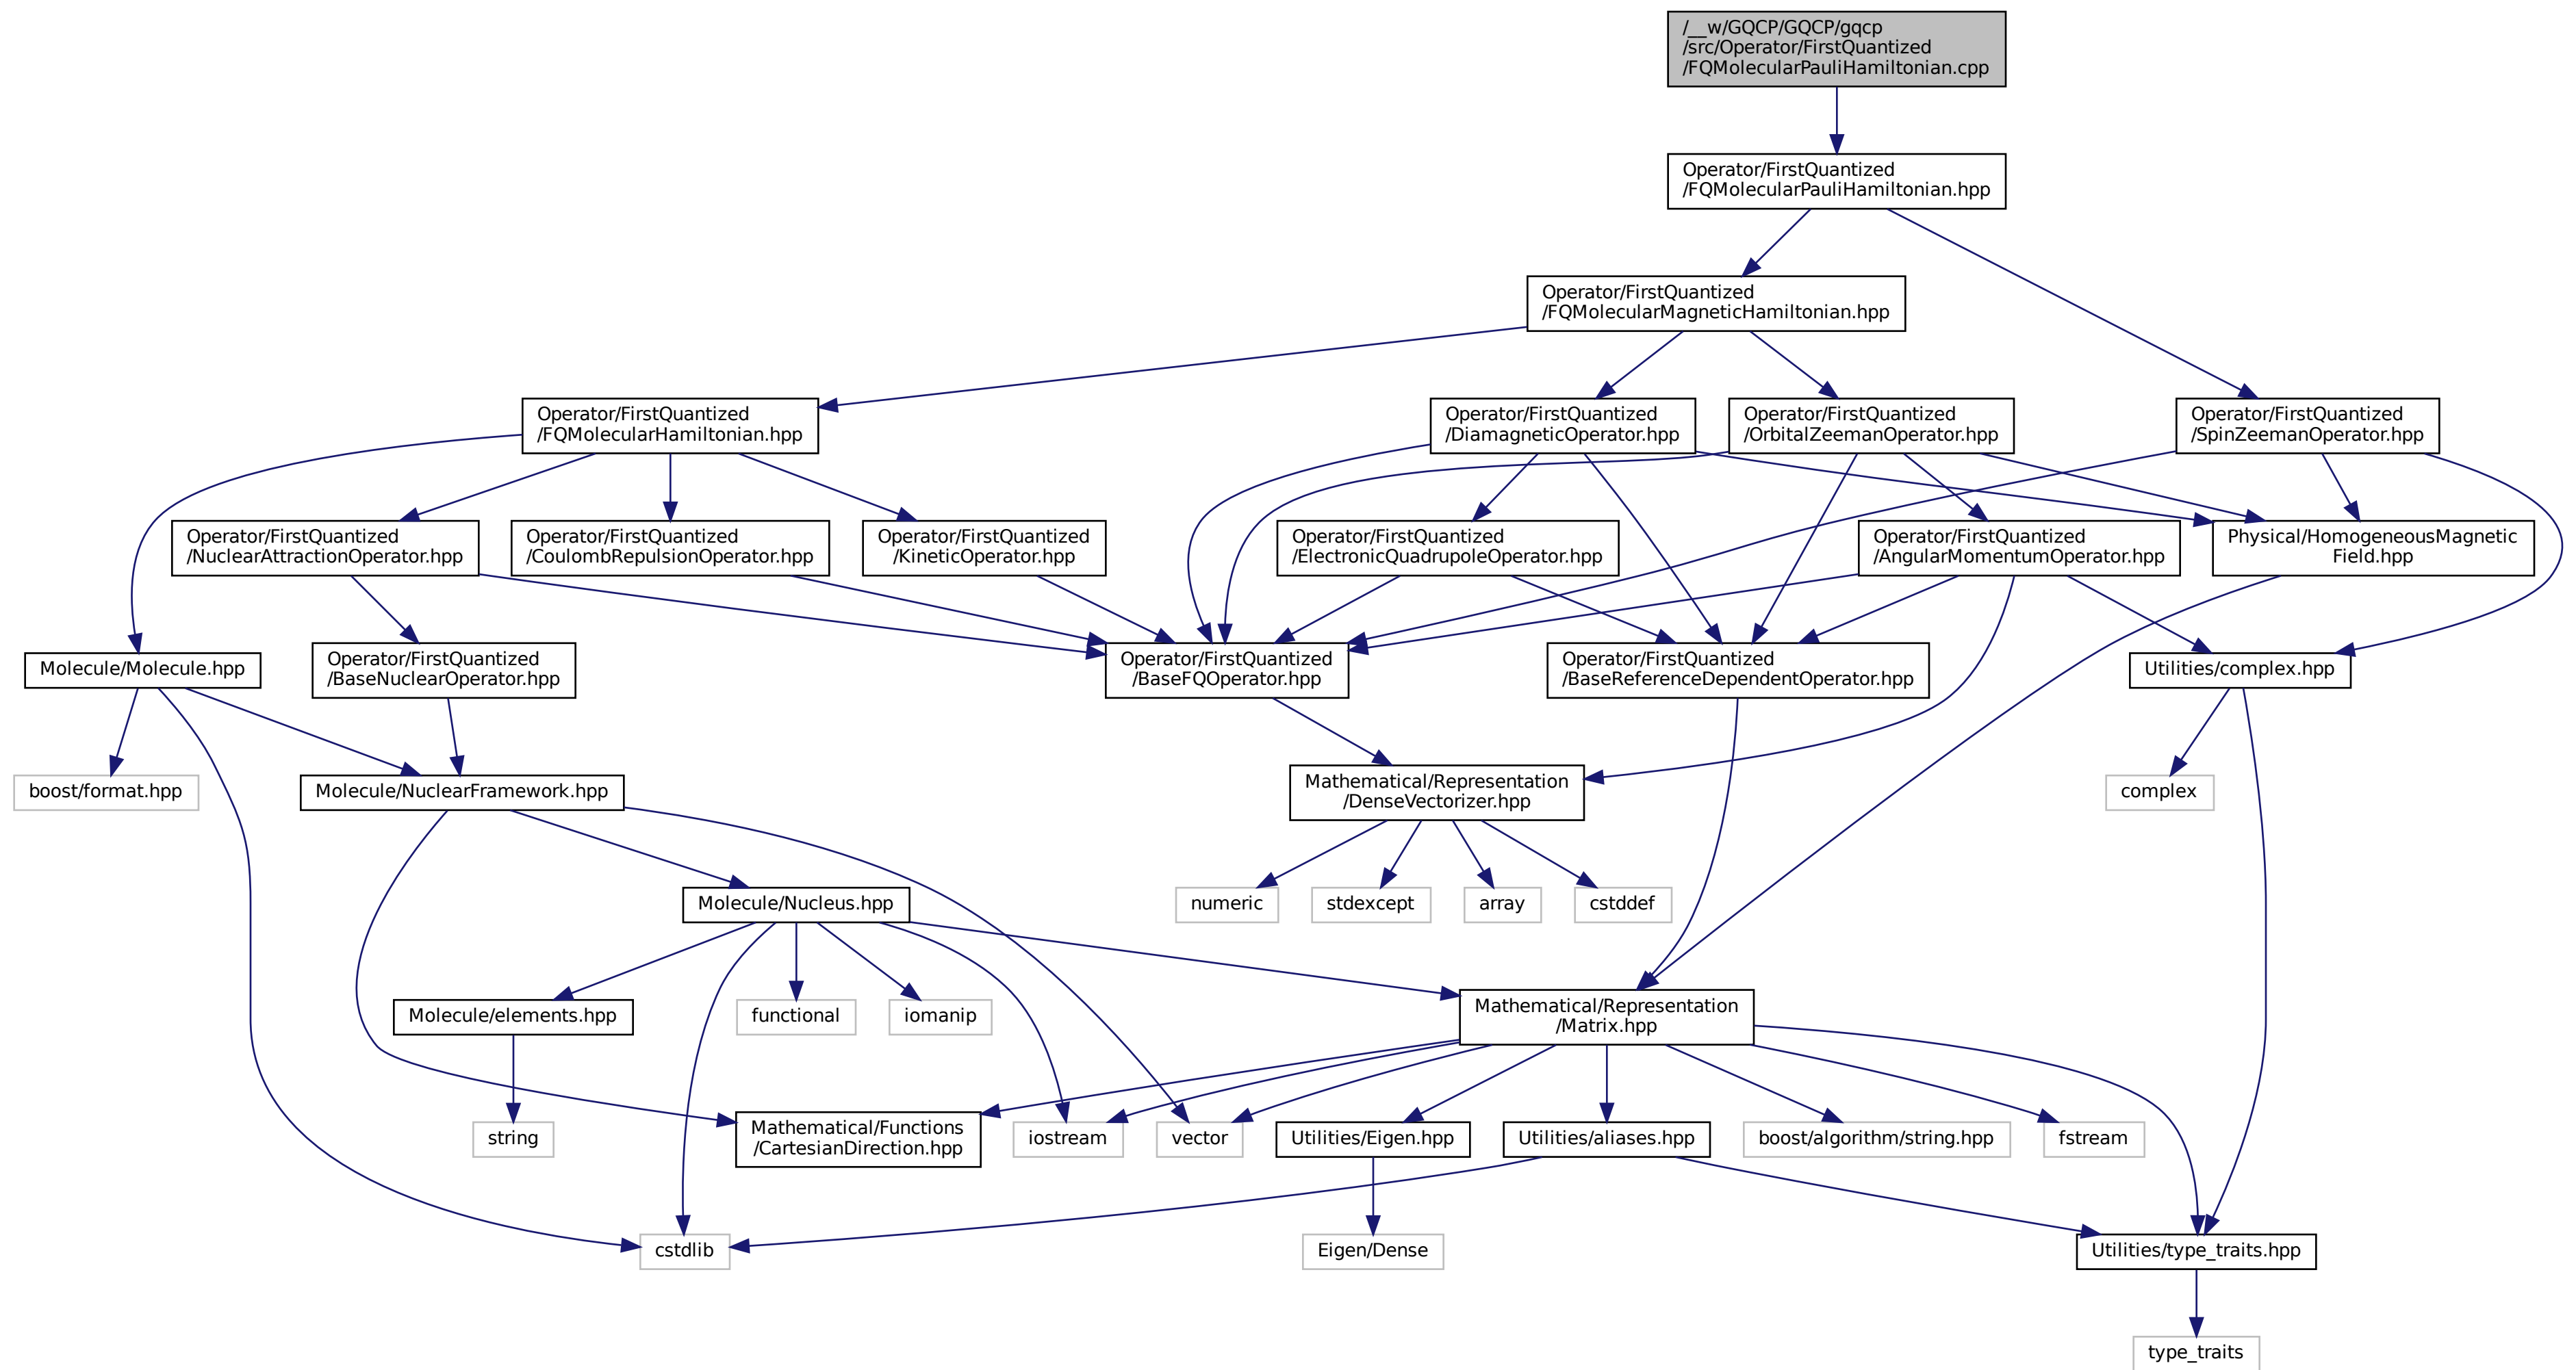 /__w/GQCP/GQCP/gqcp
/src/Operator/FirstQuantized
/FQMolecularPauliHamiltonian.cpp
Operator/FirstQuantized
/FQMolecularPauliHamiltonian.hpp
Operator/FirstQuantized
/FQMolecularMagneticHamiltonian.hpp
Operator/FirstQuantized
/FQMolecularHamiltonian.hpp
Operator/FirstQuantized
/DiamagneticOperator.hpp
Operator/FirstQuantized
/OrbitalZeemanOperator.hpp
Operator/FirstQuantized
/SpinZeemanOperator.hpp
Operator/FirstQuantized
/NuclearAttractionOperator.hpp
Operator/FirstQuantized
/CoulombRepulsionOperator.hpp
Operator/FirstQuantized
/KineticOperator.hpp
Operator/FirstQuantized
/ElectronicQuadrupoleOperator.hpp
Operator/FirstQuantized
/AngularMomentumOperator.hpp
Physical/HomogeneousMagnetic
Field.hpp
Molecule/Molecule.hpp
Operator/FirstQuantized
/BaseNuclearOperator.hpp
Operator/FirstQuantized
/BaseFQOperator.hpp
Operator/FirstQuantized
/BaseReferenceDependentOperator.hpp
Utilities/complex.hpp
boost/format.hpp
Molecule/NuclearFramework.hpp
Mathematical/Representation
/DenseVectorizer.hpp
complex
Molecule/Nucleus.hpp
numeric
stdexcept
array
cstddef
Molecule/elements.hpp
functional
iomanip
Mathematical/Representation
/Matrix.hpp
string
Mathematical/Functions
/CartesianDirection.hpp
iostream
vector
Utilities/Eigen.hpp
Utilities/aliases.hpp
boost/algorithm/string.hpp
fstream
cstdlib
Eigen/Dense
Utilities/type_traits.hpp
type_traits